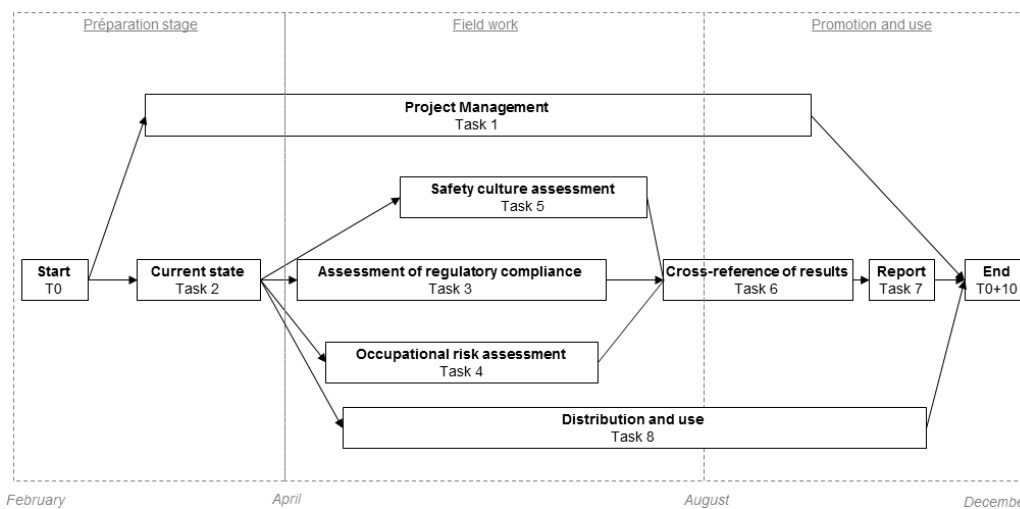 Préparation stage
Field work
Promotion and use
Project Management
Task 1
Safety culture assessment
Task 5
Start
T0
Current state
Task 2
Assessment of regulatory compliance
Task 3
Cross-reference of results
Task 6
Report
Task 7
End
T0+10
Occupational risk assessment
Task 4
Distribution and use
Task 8
February
April
August
December